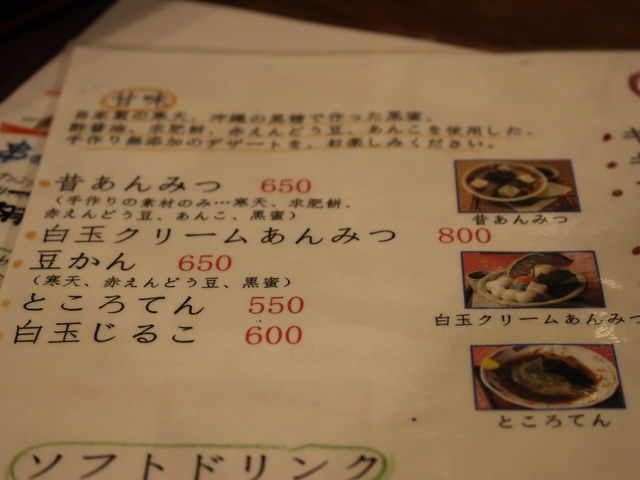 甘味
自家製の寒天、沖縄の黒糖で作った黒蜜、
酢醤油、求肥餅、赤えんどう豆、あんこを使用した、
手作り無添加のデザートを、お楽しみください。
昔あんみつ 650
(手作りの素材のみ…寒天、求肥餅、
赤えんどう豆、あんこ、黒蜜)
白玉クリームあんみつ 800
豆かん 650
(寒天、赤えんどう豆、黒蜜)
ところてん 550
白玉じるこ 600
昔あんみつ
白玉クリームあんみつ
ところてん
ソフトドリンク